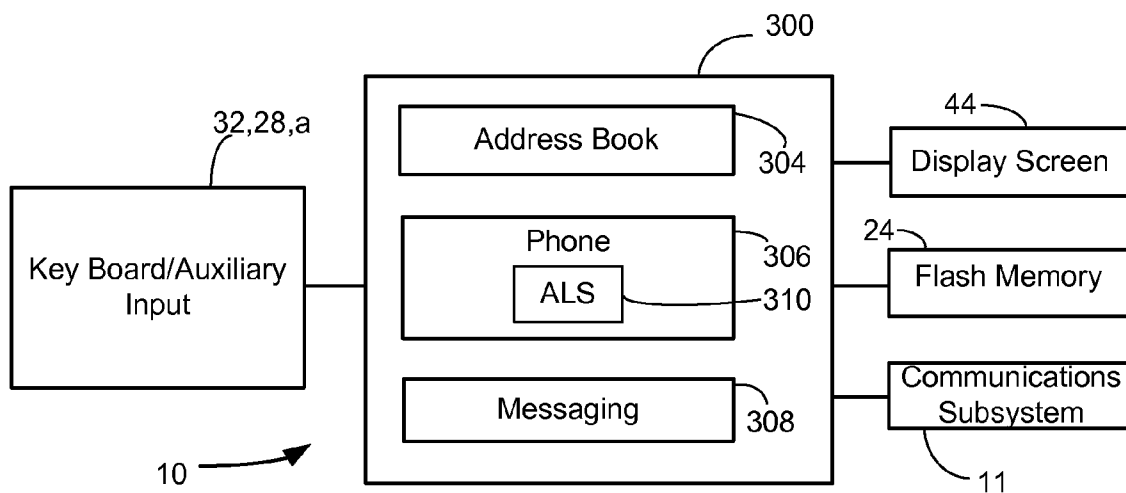 300
32,28,a
44
Address Book
304
Display Screen
Key Board/Auxiliary
Input
Phone
306
ALS
310
24
Flash Memory
Messaging
308
Communications
Subsystem
10
11